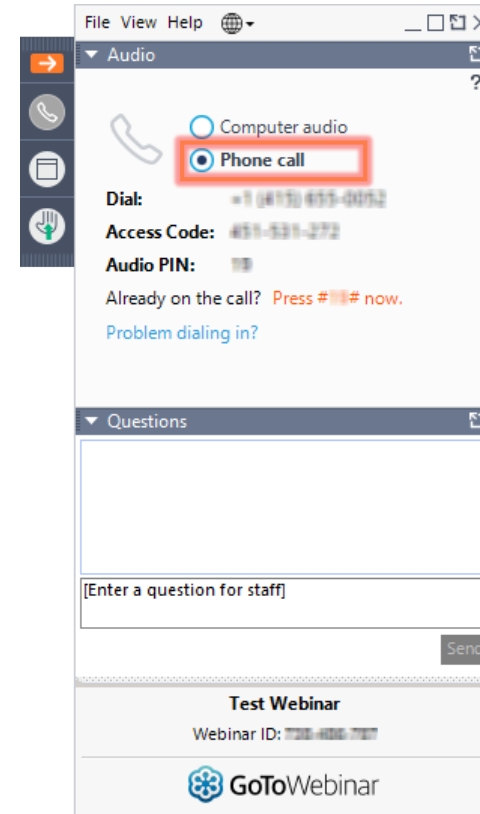 File View Help
Audio
?
Computer audio
Phone call
Dial:
Access Code:
Audio PIN:
Already on the call? Press # # now.
Problem dialing in?
Questions
[Enter a question for staff]
Send
Test Webinar
Webinar ID:
GoToWebinar